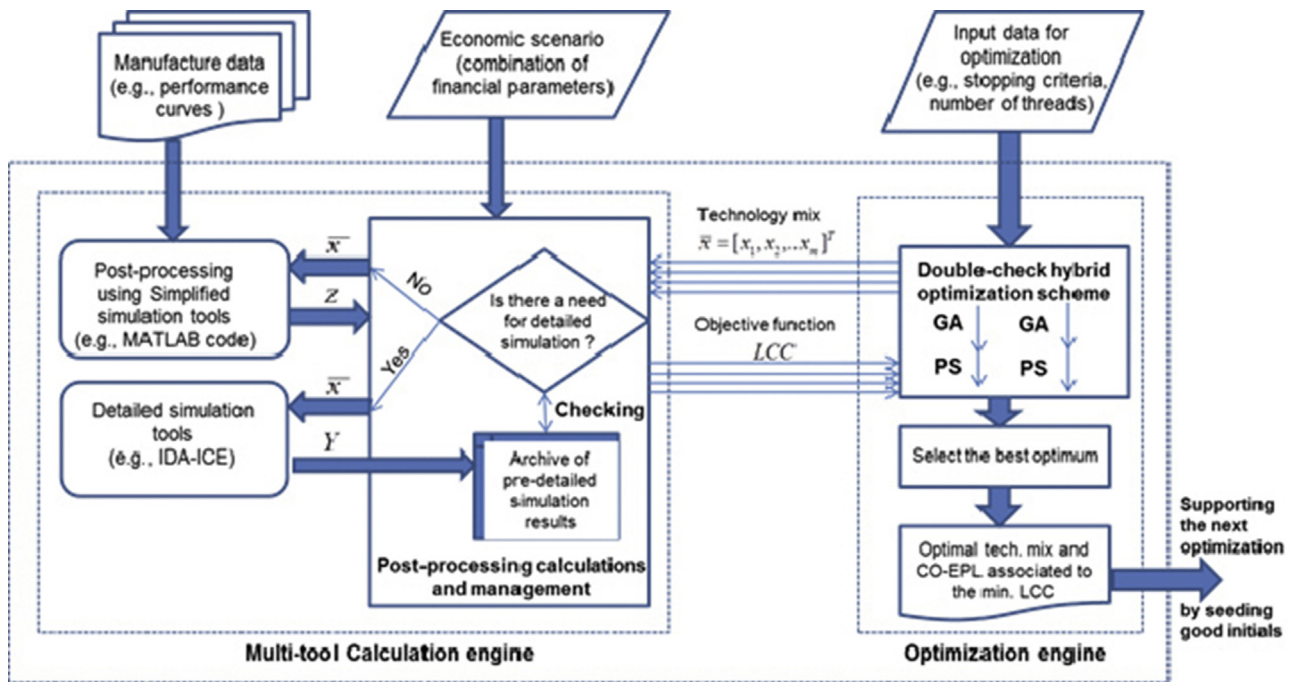 Manufacture data
(e.g., performance
curves )
Economic scenario
(combination of
financial parameters)
Input data for
optimization
(e.g., stopping criteria,
number of threads)
Post-processing
using Simplified
simulation tools
(e.g., MATLAB code)
x̅
z
No
Yes
x̅
Y
Detailed simulation
tools
(e.g., IDA-ICE)
Is there a need
for detailed
simulation ?
Checking
Archive of
pre-detailed
simulation
results
Post-processing calculations
and management
Multi-tool Calculation engine
Technology mix
x̅ = [x₁, x₂,...xₘ]ᵀ
Objective function
LCC
Double-check hybrid
optimization scheme
GA GA
PS PS
Select the best optimum
Optimal tech. mix and
CO-EPL associated to
the min. LCC
Optimization engine
Supporting
the next
optimization
by seeding
good initials